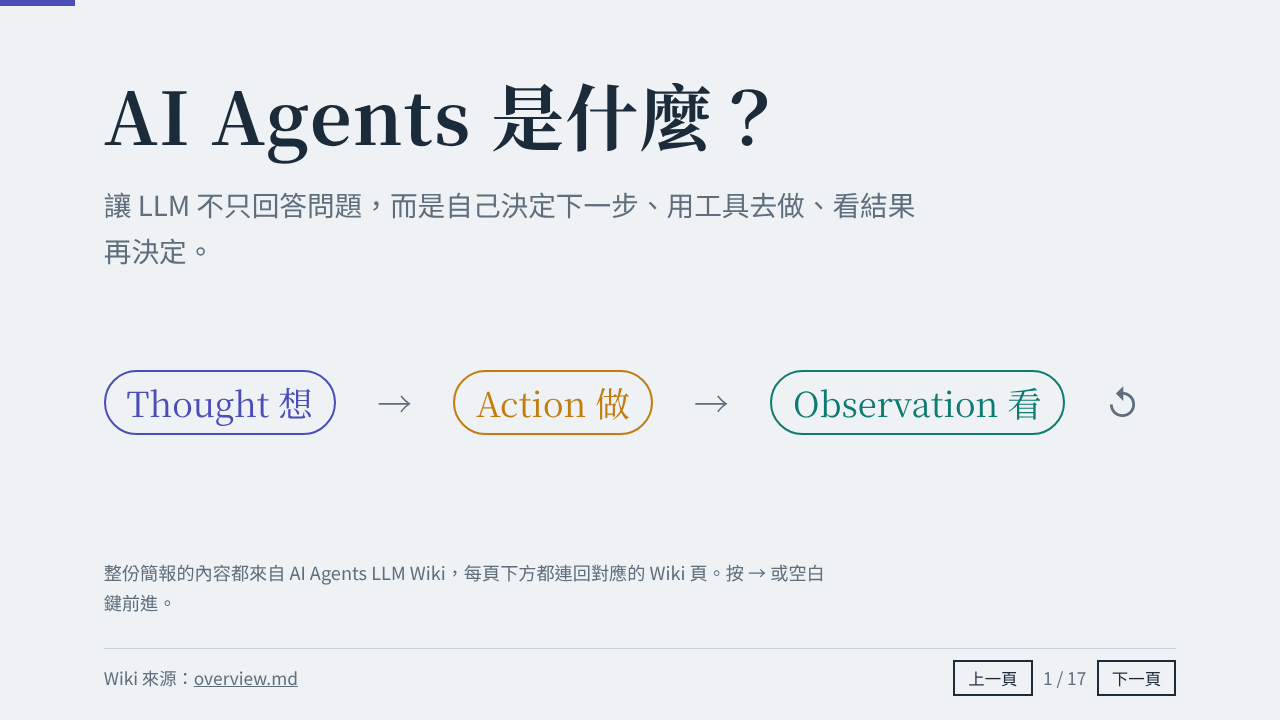 AI Agents 是什麼？
讓 LLM 不只回答問題，而是自己決定下一步、用工具去做、看結果
再決定。
Thought 想 → Action 做 → Observation 看
整份簡報的內容都來自 AI Agents LLM Wiki，每頁下方都連回對應的 Wiki 頁。按 → 或空白
鍵前進。
Wiki 來源：overview.md
上一頁 1 / 17 下一頁